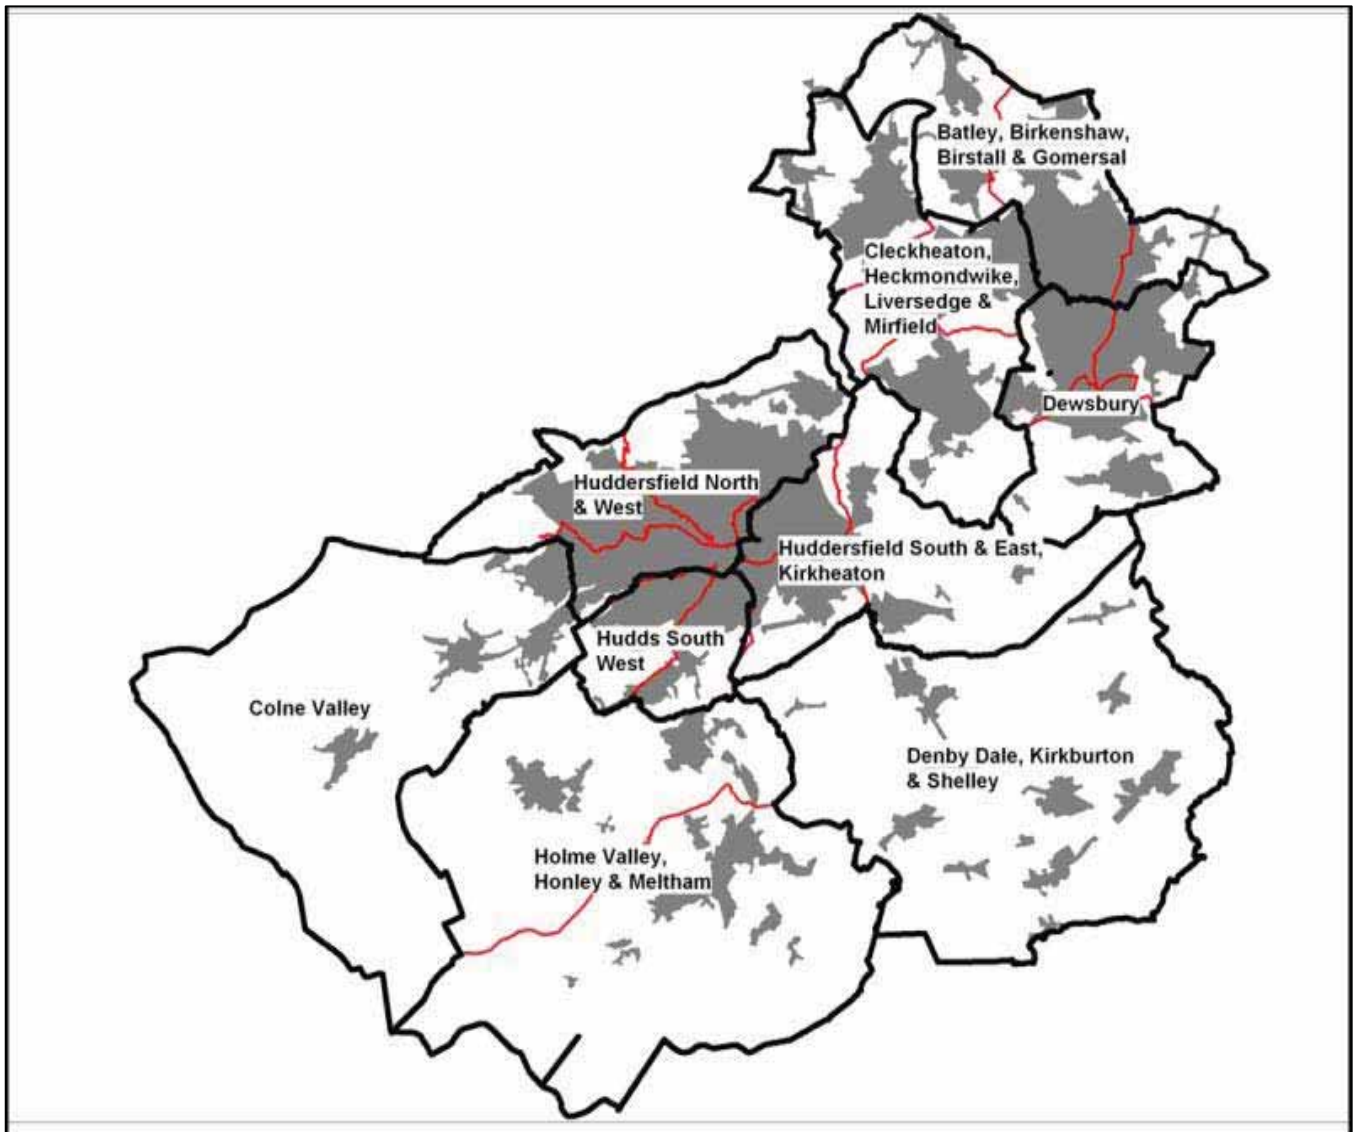 Batley, Birkenshaw,
Birstall & Gomersal
Cleckheaton,
Heckmondwike,
Liversedge &
Mirfield
Dewsbury
Huddersfield North
& West
Huddersfield South & East,
Kirkheaton
Hudds South
West
Colne Valley
Denby Dale, Kirkburton
& Shelley
Holme Valley,
Honley & Meltham